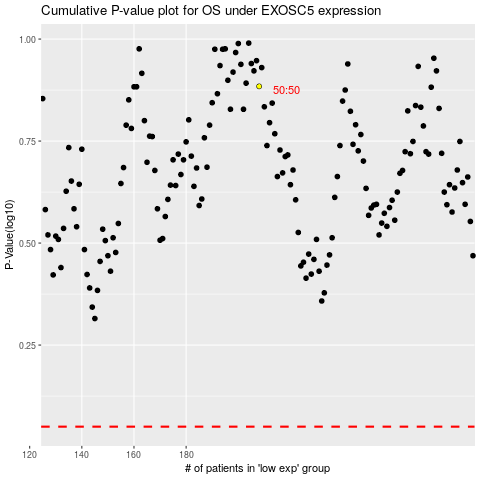 Cumulative P-value plot for OS under EXOSC5 expression
1.00
50:50
0.75
P-Value(log10)
0.50
0.25
120 140 160 180
# of patients in 'low exp' group